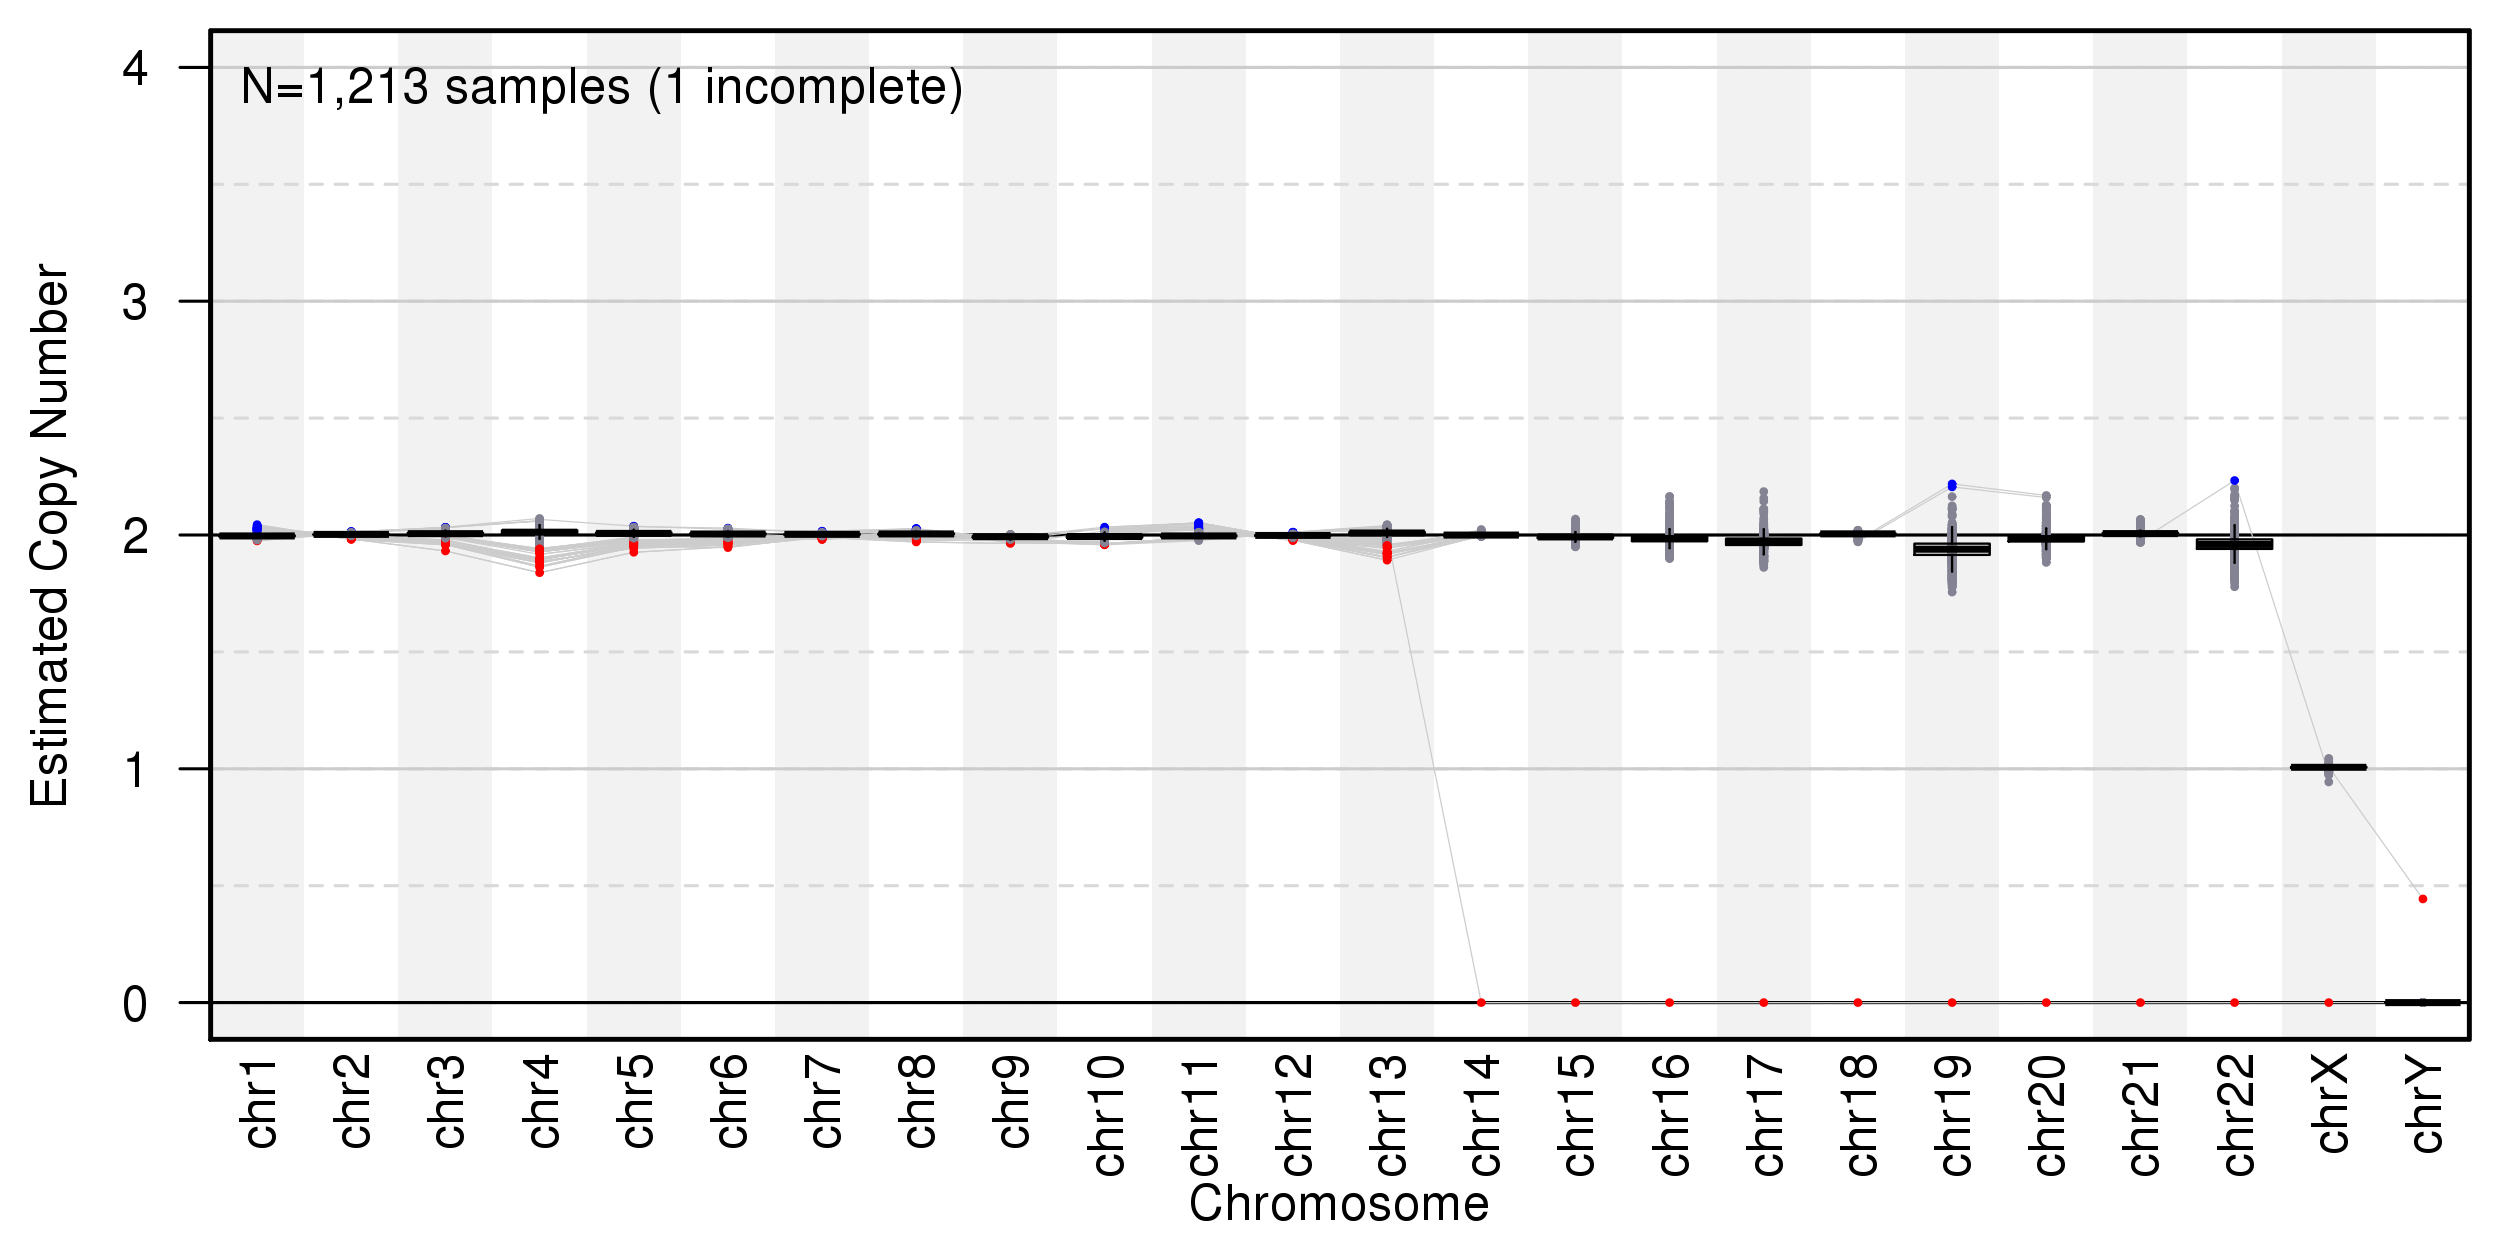 N=1,213 samples (1 incomplete)
Estimated Copy Number
4
3
2
1
0
chr1
chr2
chr3
chr4
chr5
chr6
chr7
chr8
chr9
chr10
chr11
chr12
chr13
chr14
chr15
chr16
chr17
chr18
chr19
chr20
chr21
chr22
chrX
chrY
Chromosome